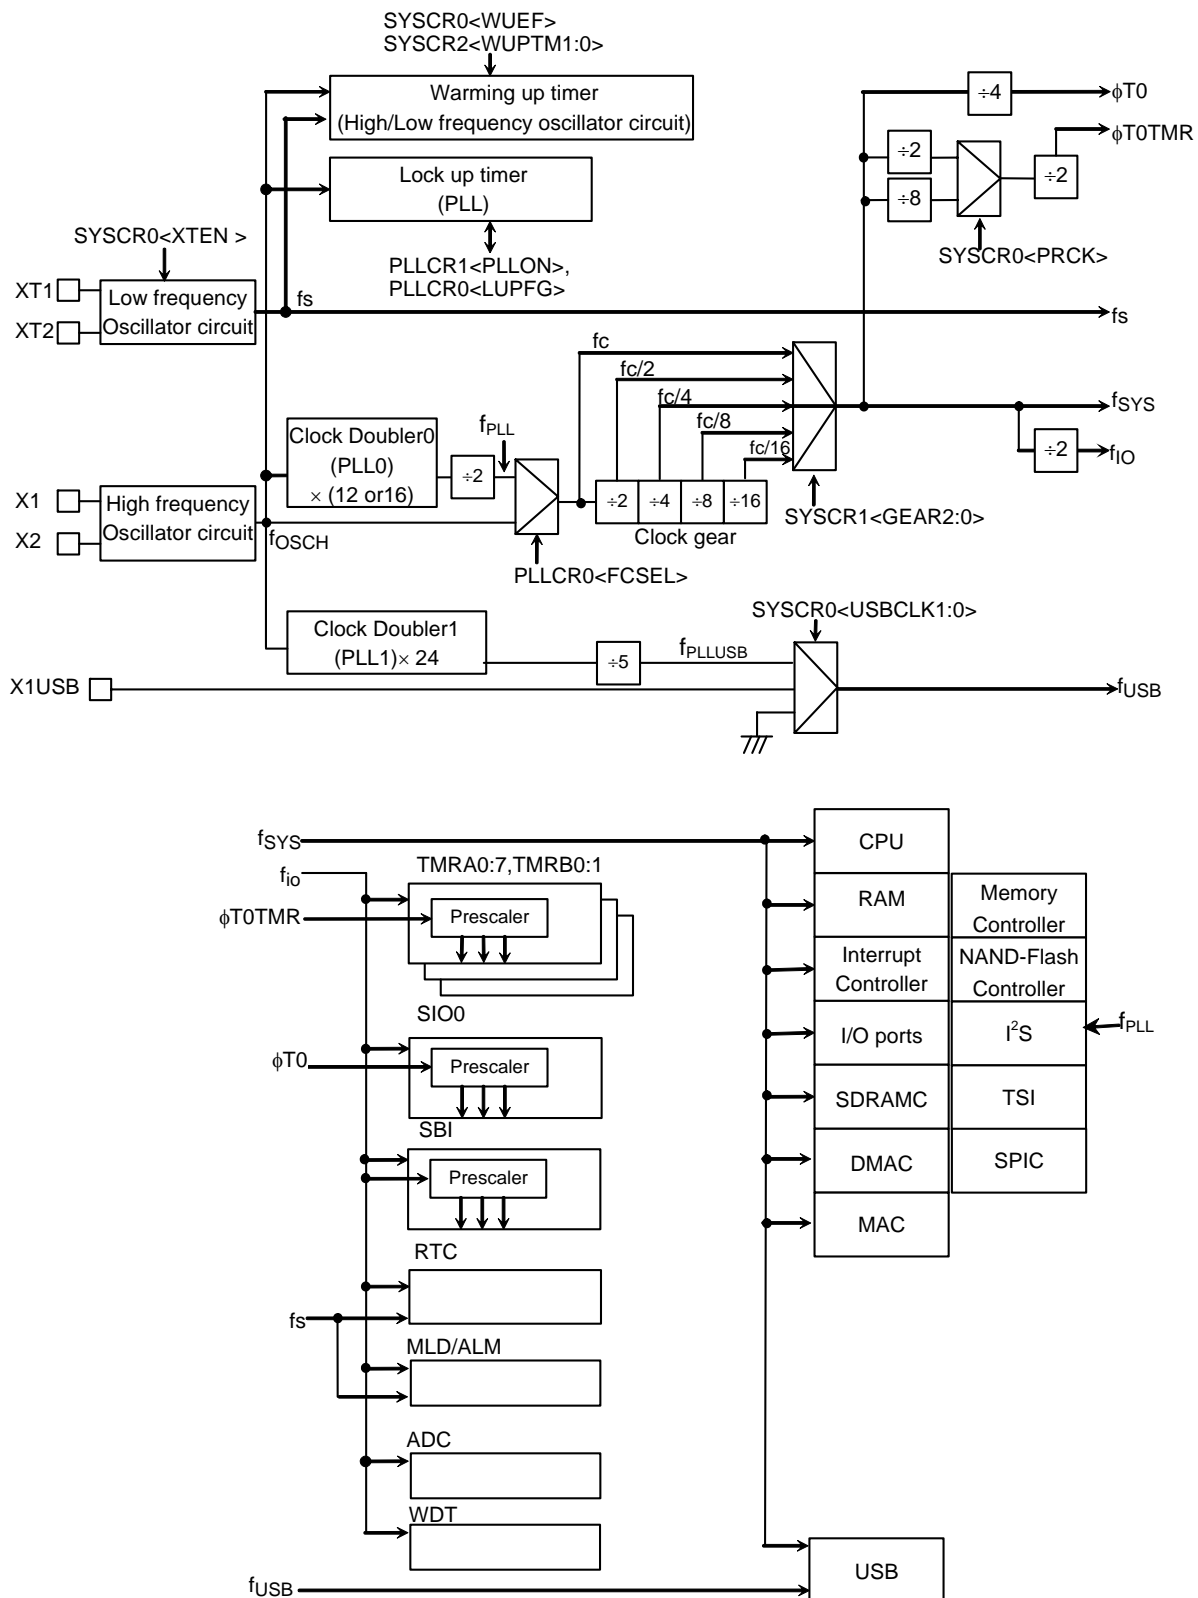 SYSCR0<WUEF>
SYSCR2<WUPTM1:0>
Warming up timer
(High/Low frequency oscillator circuit)
÷4
ϕT0
ϕT0TMR
÷2
÷8
÷2
SYSCR0<PRCK>
Lock up timer
(PLL)
PLLCR1<PLLON>,
PLLCR0<LUPFG>
SYSCR0<XTEN >
XT1
XT2
Low frequency
Oscillator circuit
fs
fs
fc
fc/2
fc/4
fc/8
fc/16
fSYS
÷2
fIO
Clock Doubler0
(PLL0)
× (12 or16)
÷2
fPLL
÷2
÷4
÷8
÷16
Clock gear
SYSCR1<GEAR2:0>
X1
X2
High frequency
Oscillator circuit
fOSCH
PLLCR0<FCSEL>
SYSCR0<USBCLK1:0>
Clock Doubler1
(PLL1)× 24
÷5
fPLLUSB
X1USB
fUSB
fSYS
fio
ϕT0TMR
TMRA0:7,TMRB0:1
Prescaler
SIO0
ϕT0
Prescaler
SBI
Prescaler
RTC
fs
MLD/ALM
ADC
WDT
fUSB
CPU
RAM
Memory
Controller
Interrupt
Controller
NAND-Flash
Controller
I/O ports
I²S
fPLL
SDRAMC
TSI
DMAC
SPIC
MAC
USB